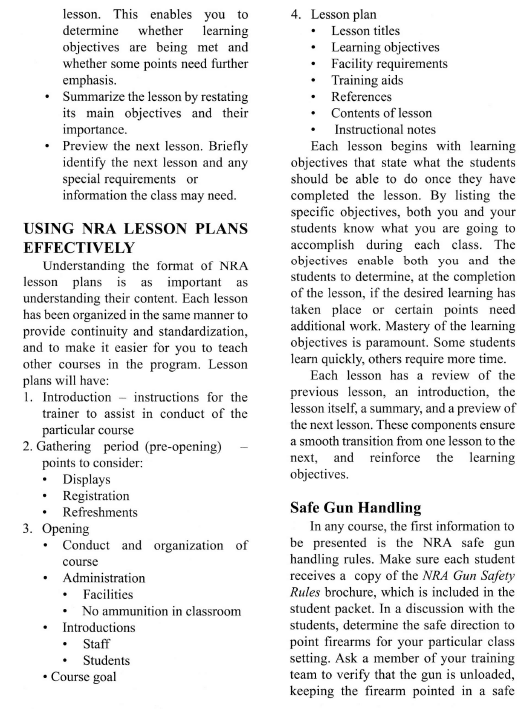 lesson. This enables you to
determine whether learning
objectives are being met and
whether some points need further
emphasis.
• Summarize the lesson by restating
its main objectives and their
importance.
• Preview the next lesson. Briefly
identify the next lesson and any
special requirements or
information the class may need.
USING NRA LESSON PLANS
EFFECTIVELY
Understanding the format of NRA
lesson plans is as important as
understanding their content. Each lesson
has been organized in the same manner to
provide continuity and standardization,
and to make it easier for you to teach
other courses in the program. Lesson
plans will have:
1. Introduction – instructions for the
trainer to assist in conduct of the
particular course
2. Gathering period (pre-opening) –
points to consider:
• Displays
• Registration
• Refreshments
3. Opening
• Conduct and organization of
course
• Administration
• Facilities
• No ammunition in classroom
• Introductions
• Staff
• Students
• Course goal
4. Lesson plan
• Lesson titles
• Learning objectives
• Facility requirements
• Training aids
• References
• Contents of lesson
• Instructional notes
Each lesson begins with learning
objectives that state what the students
should be able to do once they have
completed the lesson. By listing the
specific objectives, both you and your
students know what you are going to
accomplish during each class. The
objectives enable both you and the
students to determine, at the completion
of the lesson, if the desired learning has
taken place or certain points need
additional work. Mastery of the learning
objectives is paramount. Some students
learn quickly, others require more time.
Each lesson has a review of the
previous lesson, an introduction, the
lesson itself, a summary, and a preview of
the next lesson. These components ensure
a smooth transition from one lesson to the
next, and reinforce the learning
objectives.
Safe Gun Handling
In any course, the first information to
be presented is the NRA safe gun
handling rules. Make sure each student
receives a copy of the NRA Gun Safety
Rules brochure, which is included in the
student packet. In a discussion with the
students, determine the safe direction to
point firearms for your particular class
setting. Ask a member of your training
team to verify that the gun is unloaded,
keeping the firearm pointed in a safe